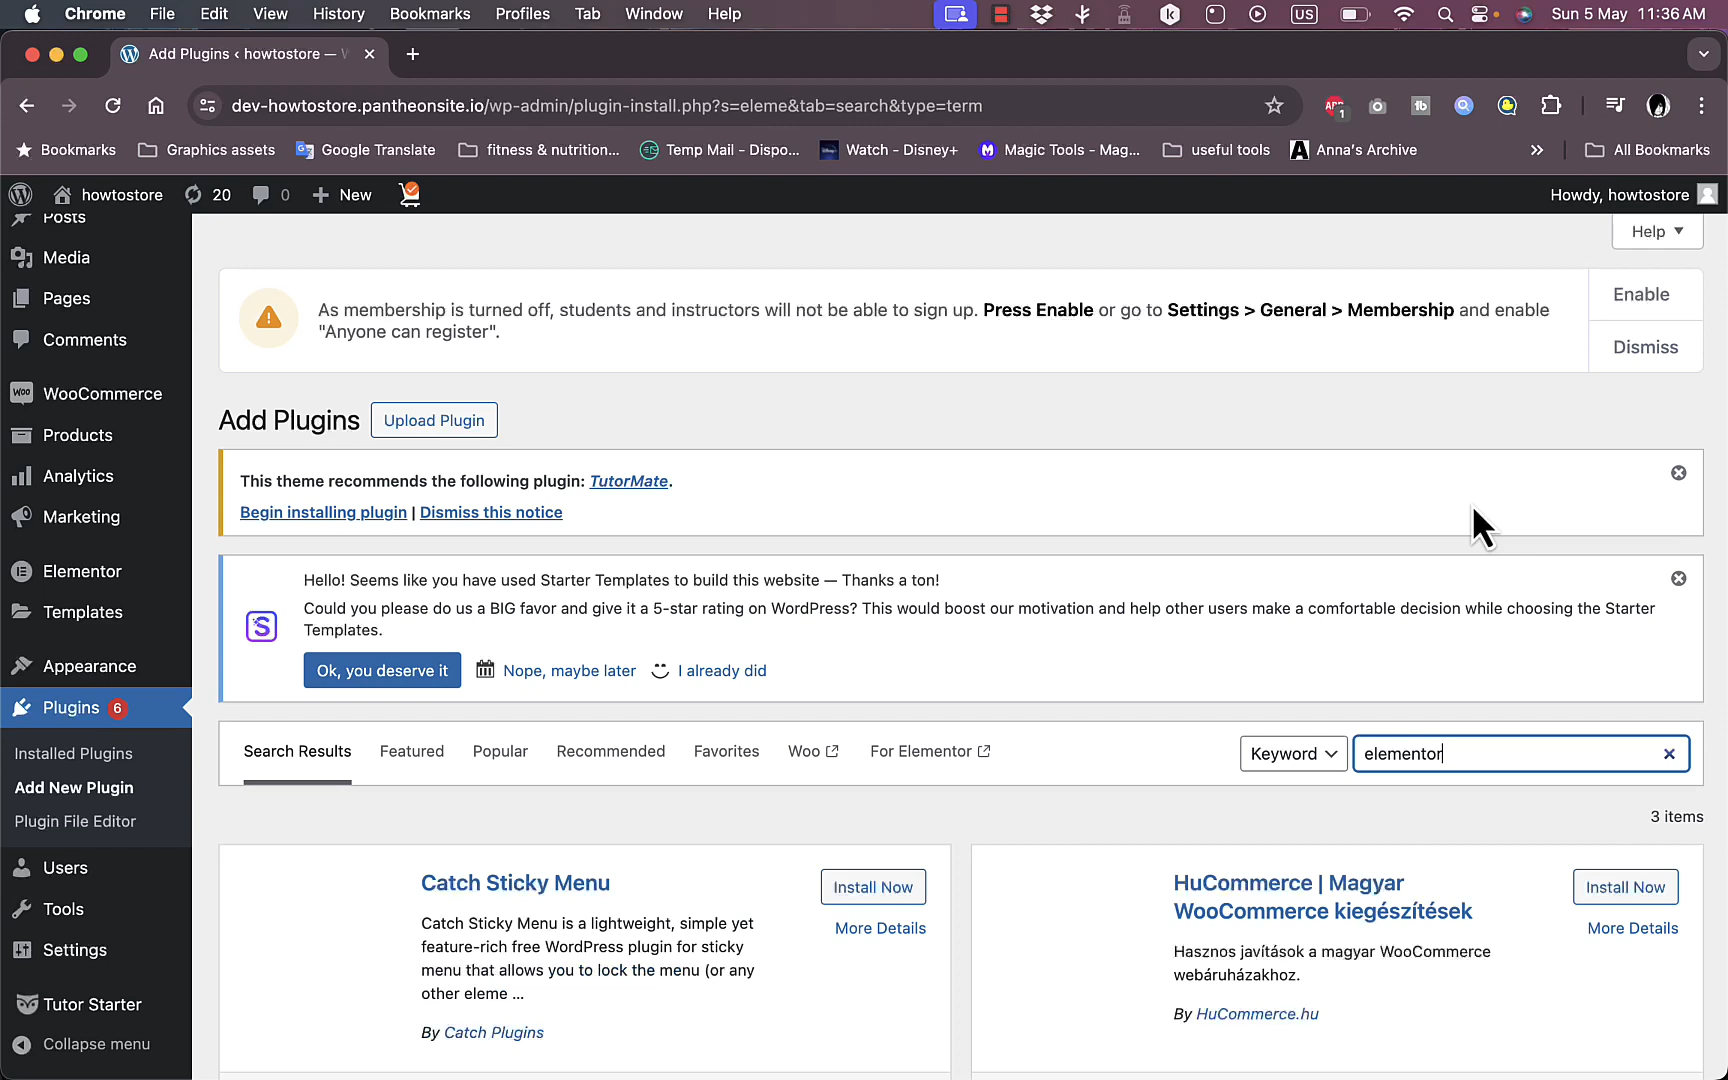 Chrome File Edit View History Bookmarks Profiles Tab Window Help US Sun 5 May 11:36 AM
Add Plugins ‹ howtostore —
dev-howtostore.pantheonsite.io/wp-admin/plugin-install.php?s=eleme&tab=search&type=term
ABP 1 tb
Bookmarks Graphics assets Google Translate fitness & nutrition... Temp Mail - Dispo... Watch - Disney+ Magic Tools - Mag... useful tools Anna's Archive » All Bookmarks
howtostore 20 0 + New Howdy, howtostore
Posts
Media
Pages
Comments
WooCommerce
Products
Analytics
Marketing
Elementor
Templates
Appearance
Plugins 6
Installed Plugins
Add New Plugin
Plugin File Editor
Users
Tools
Settings
Tutor Starter
Collapse menu
Help
As membership is turned off, students and instructors will not be able to sign up. Press Enable or go to Settings > General > Membership and enable
"Anyone can register".
Enable
Dismiss
Add Plugins Upload Plugin
This theme recommends the following plugin: TutorMate.
Begin installing plugin | Dismiss this notice
Hello! Seems like you have used Starter Templates to build this website — Thanks a ton!
Could you please do us a BIG favor and give it a 5-star rating on WordPress? This would boost our motivation and help other users make a comfortable decision while choosing the Starter
Templates.
Ok, you deserve it Nope, maybe later I already did
Search Results Featured Popular Recommended Favorites Woo For Elementor Keyword elementor
3 items
Catch Sticky Menu
Install Now
More Details
Catch Sticky Menu is a lightweight, simple yet
feature-rich free WordPress plugin for sticky
menu that allows you to lock the menu (or any
other eleme ...
By Catch Plugins
HuCommerce | Magyar
WooCommerce kiegészítések
Install Now
More Details
Hasznos javítások a magyar WooCommerce
webáruházakhoz.
By HuCommerce.hu